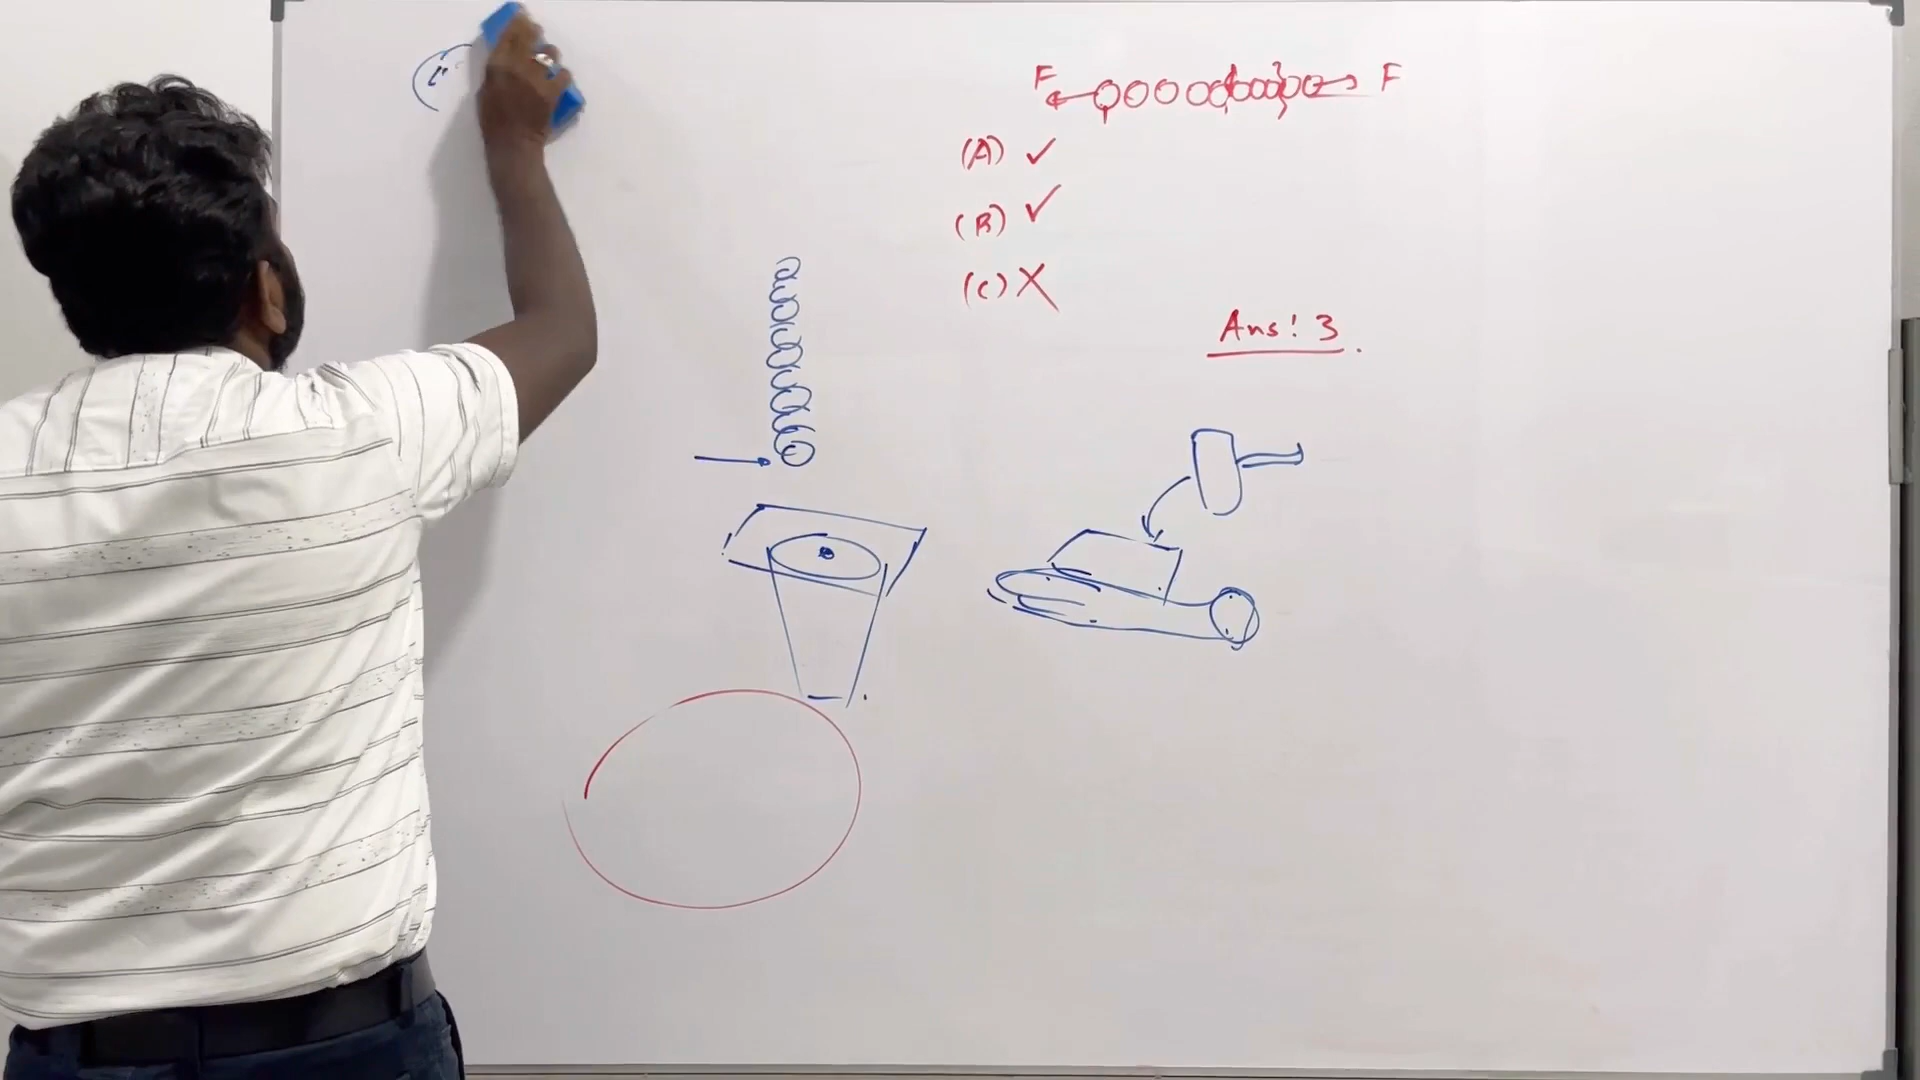 F F
(A) ✓
(B) ✓
(C) X
Ans! 3